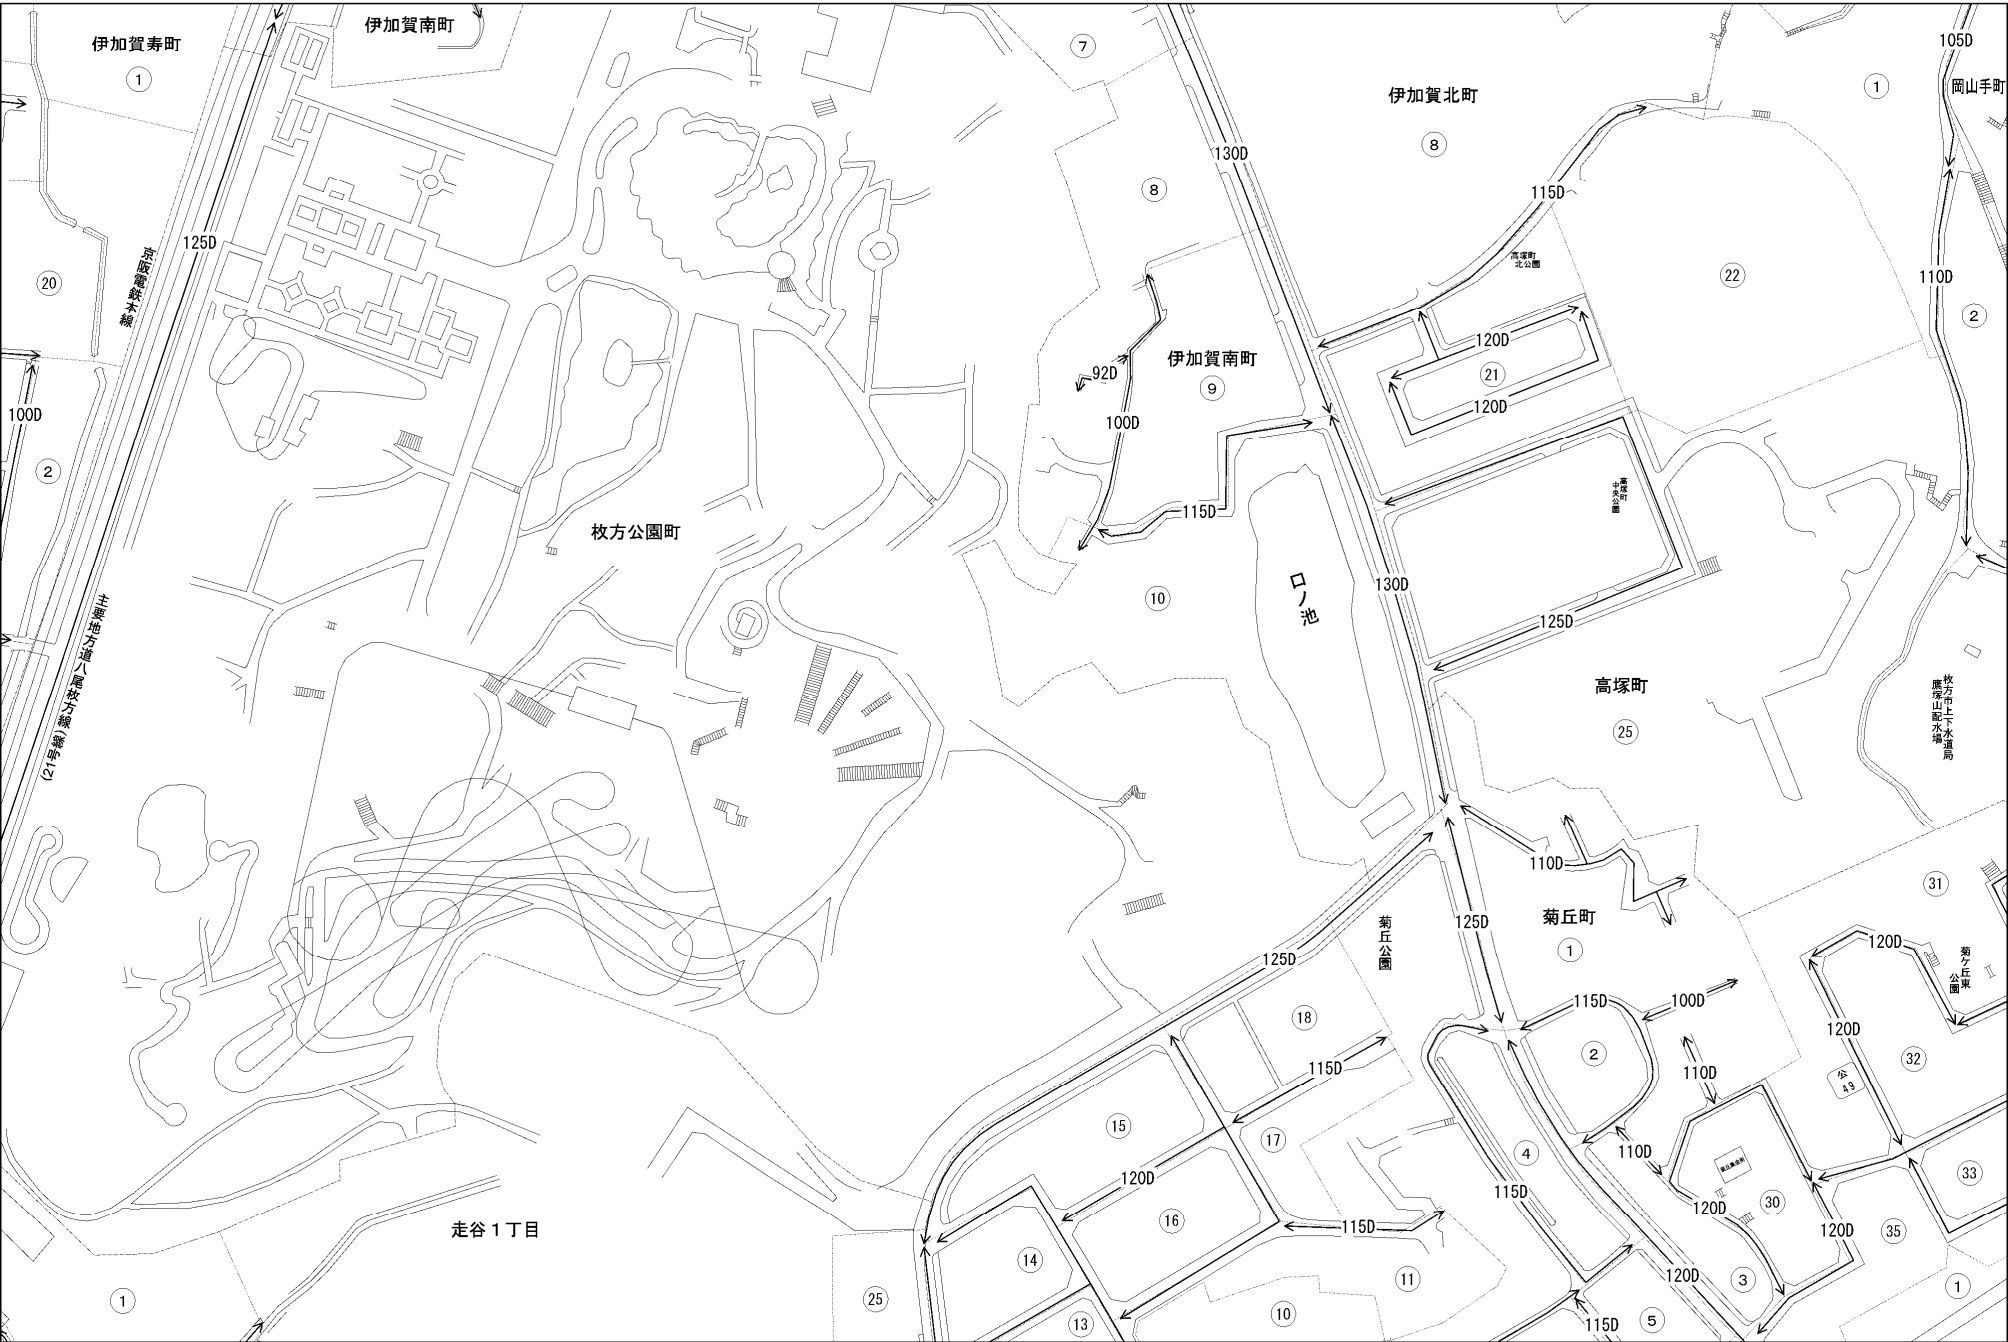 伊加賀寿町
1
伊加賀南町
7
伊加賀北町
8
1
105D
岡山手町
130D
8
115D
20
京阪電鉄本線
125D
高塚町
北公園
22
110D
2
120D
21
120D
伊加賀南町
9
92D
100D
100D
2
115D
高塚町
中央公園
枚方公園町
10
口ノ池
130D
125D
主要地方道八尾枚方線
(21号線)
高塚町
25
枚方市上下水道局
鷹塚山配水場
110D
31
125D
菊丘町
1
菊丘公園
125D
120D
菊ケ丘東
公園
18
115D
100D
120D
2
32
115D
110D
公
49
15
17
4
110D
33
120D
115D
菊丘集会所
30
120D
16
115D
120D
35
走谷1丁目
14
11
120D
3
1
1
25
10
13
115D
5